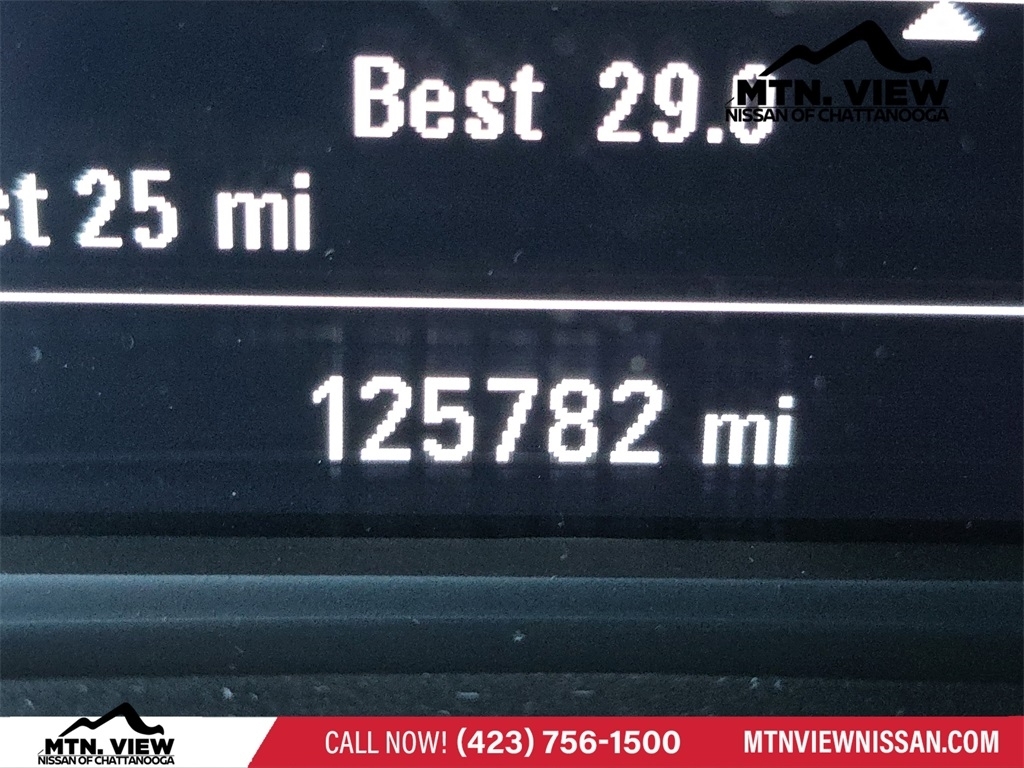 Best 29.0
MTN. VIEW
NISSAN OF CHATTANOOGA
25 mi
125782 mi
MTN. VIEW
NISSAN OF CHATTANOOGA
CALL NOW! (423) 756-1500
MTNVIEWNISSAN.COM